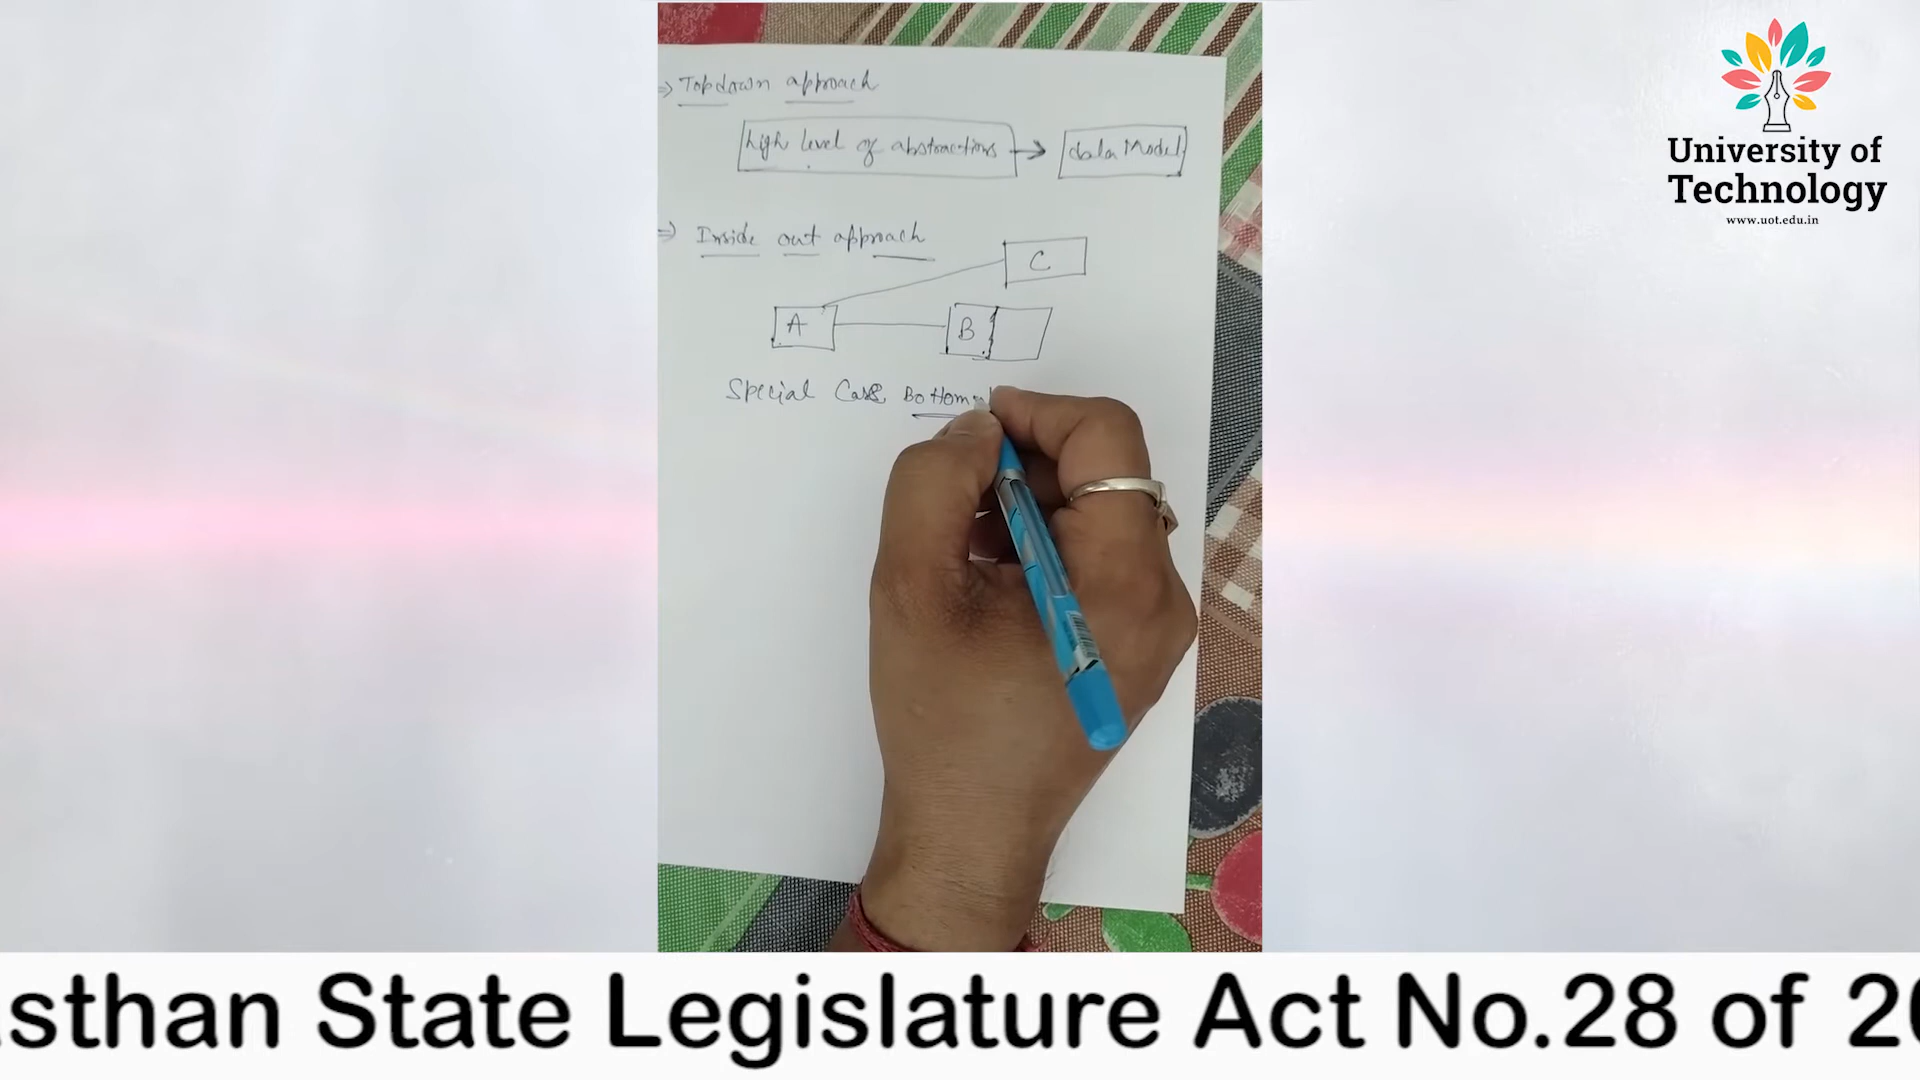 ⇒ Topdown approach
high level of abstractions → data Model
⇒ Inside out approach
C
A
B
Special Case Bottom
University of
Technology
www.uot.edu.in
sthan State Legislature Act No.28 of